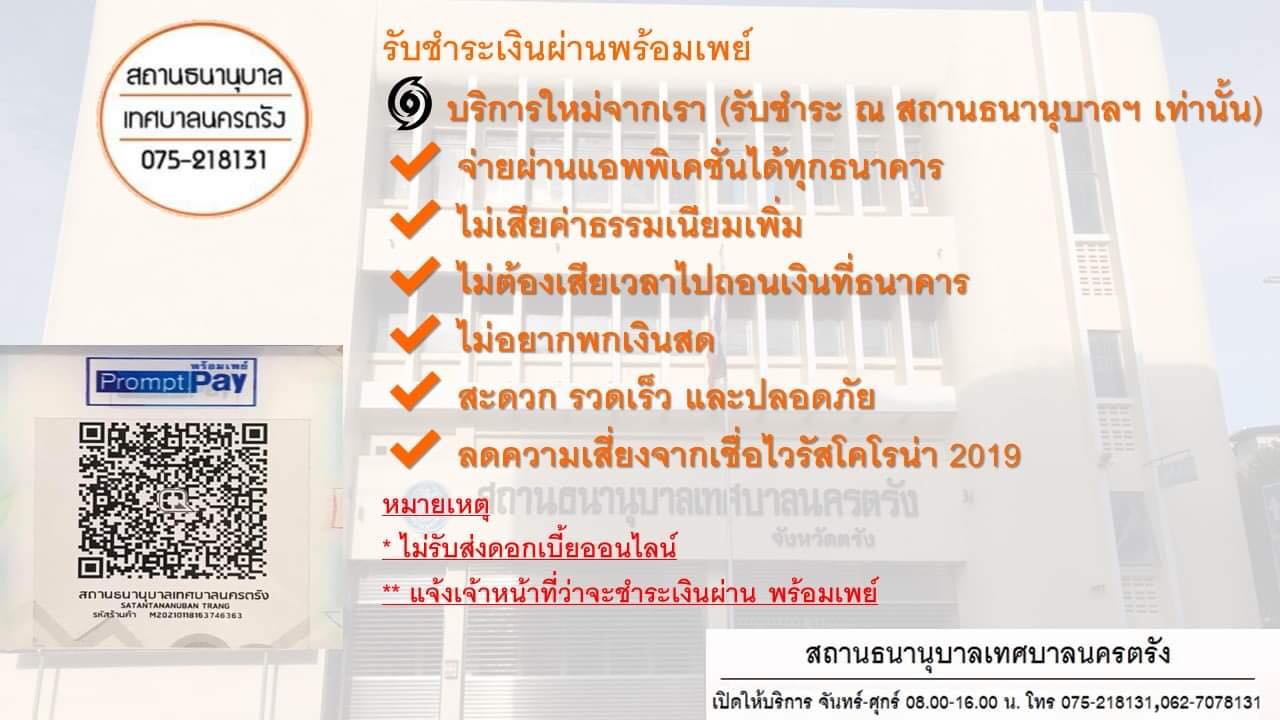 สถานธนานุบาล
เทศบาลนครตรัง
075-218131
รับชำระเงินผ่านพร้อมเพย์
บริการใหม่จากเรา (รับชำระ ณ สถานธนานุบาลฯ เท่านั้น)
จ่ายผ่านแอพพิเคชั่นได้ทุกธนาคาร
ไม่เสียค่าธรรมเนียมเพิ่ม
ไม่ต้องเสียเวลาไปถอนเงินที่ธนาคาร
ไม่อยากพกเงินสด
สะดวก รวดเร็ว และปลอดภัย
ลดความเสี่ยงจากเชื่อไวรัสโคโรน่า 2019
สถานธนานุบาลเทศบาลนครตรัง
จังหวัดตรัง
หมายเหตุ
* ไม่รับส่งดอกเบี้ยออนไลน์
** แจ้งเจ้าหน้าที่ว่าจะชำระเงินผ่าน พร้อมเพย์
พร้อมเพย์
PromptPay
สถานธนานุบาลเทศบาลนครตรัง
SATANTANANUBAN TRANG
รหัสร้านค้า M20210118163746363
สถานธนานุบาลเทศบาลนครตรัง
เปิดให้บริการ จันทร์-ศุกร์ 08.00-16.00 น. โทร 075-218131,062-7078131